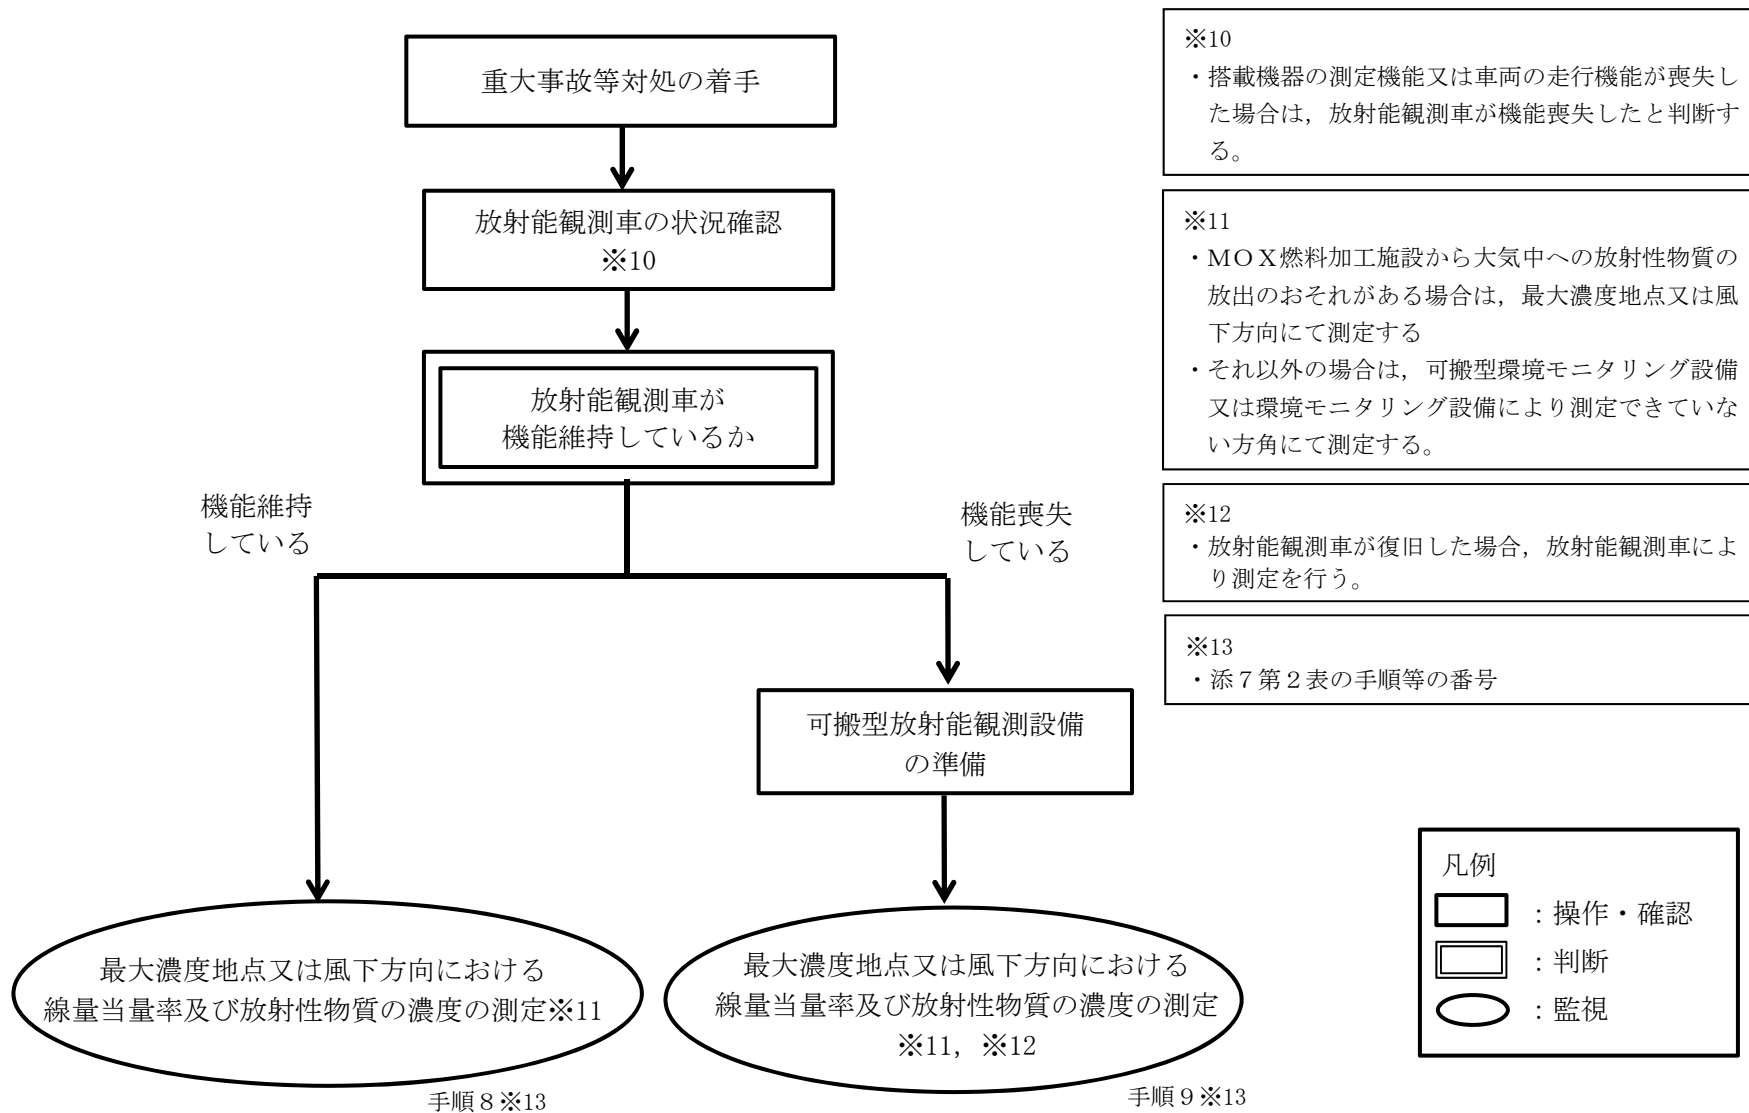 重大事故等対処の着手
放射能観測車の状況確認
※10
放射能観測車が
機能維持しているか
機能維持
している
機能喪失
している
可搬型放射能観測設備
の準備
最大濃度地点又は風下方向における
線量当量率及び放射性物質の濃度の測定※11
手順８※13
最大濃度地点又は風下方向における
線量当量率及び放射性物質の濃度の測定
※11，※12
手順９※13
※10
・搭載機器の測定機能又は車両の走行機能が喪失し
た場合は，放射能観測車が機能喪失したと判断す
る。
※11
・ＭＯＸ燃料加工施設から大気中への放射性物質の
放出のおそれがある場合は，最大濃度地点又は風
下方向にて測定する
・それ以外の場合は，可搬型環境モニタリング設備
又は環境モニタリング設備により測定できていな
い方角にて測定する。
※12
・放射能観測車が復旧した場合，放射能観測車によ
り測定を行う。
※13
・添７第２表の手順等の番号
凡例
：操作・確認
：判断
：監視